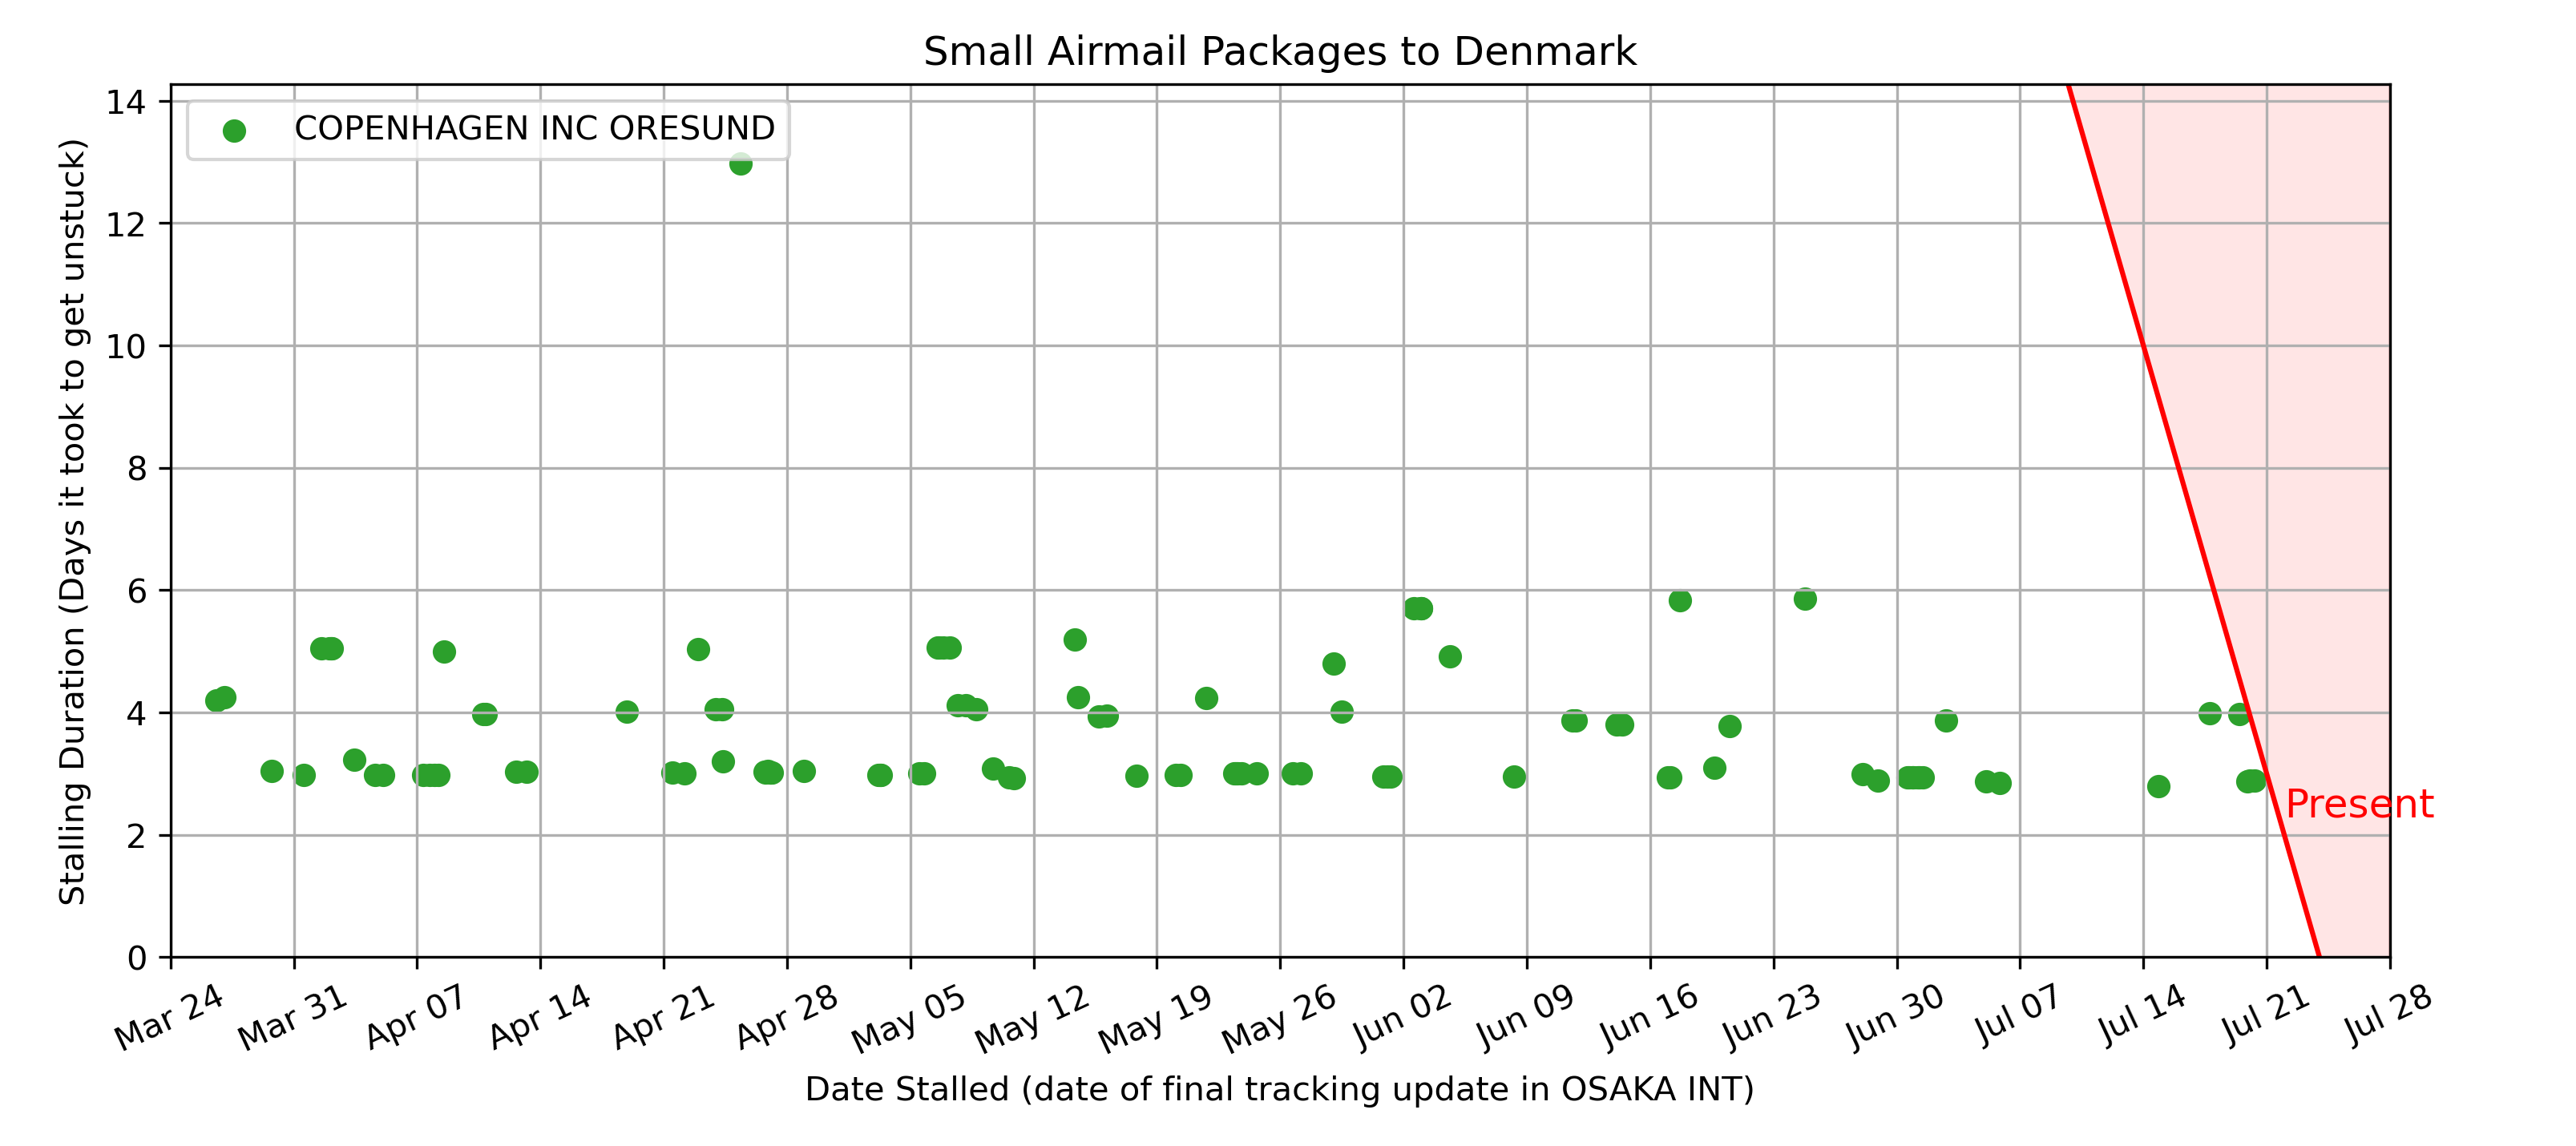 Small Airmail Packages to Denmark
COPENHAGEN INC ORESUND
Stalling Duration (Days it took to get unstuck)
14
12
10
8
6
4
2
0
Present
Mar 24
Mar 31
Apr 07
Apr 14
Apr 21
Apr 28
May 05
May 12
May 19
May 26
Jun 02
Jun 09
Jun 16
Jun 23
Jun 30
Jul 07
Jul 14
Jul 21
Jul 28
Date Stalled (date of final tracking update in OSAKA INT)